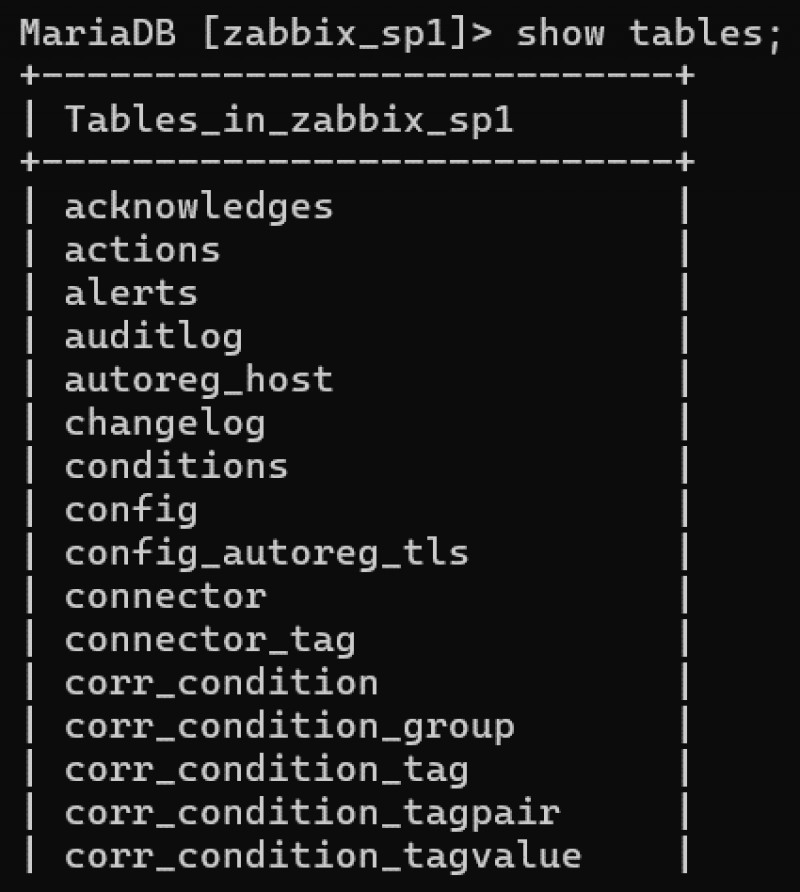 MariaDB [zabbix_sp1]> show tables;
+----------------------------+
| Tables_in_zabbix_sp1       |
+----------------------------+
| acknowledges               |
| actions                    |
| alerts                     |
| auditlog                   |
| autoreg_host               |
| changelog                  |
| conditions                 |
| config                     |
| config_autoreg_tls         |
| connector                  |
| connector_tag              |
| corr_condition             |
| corr_condition_group       |
| corr_condition_tag         |
| corr_condition_tagpair     |
| corr_condition_tagvalue    |